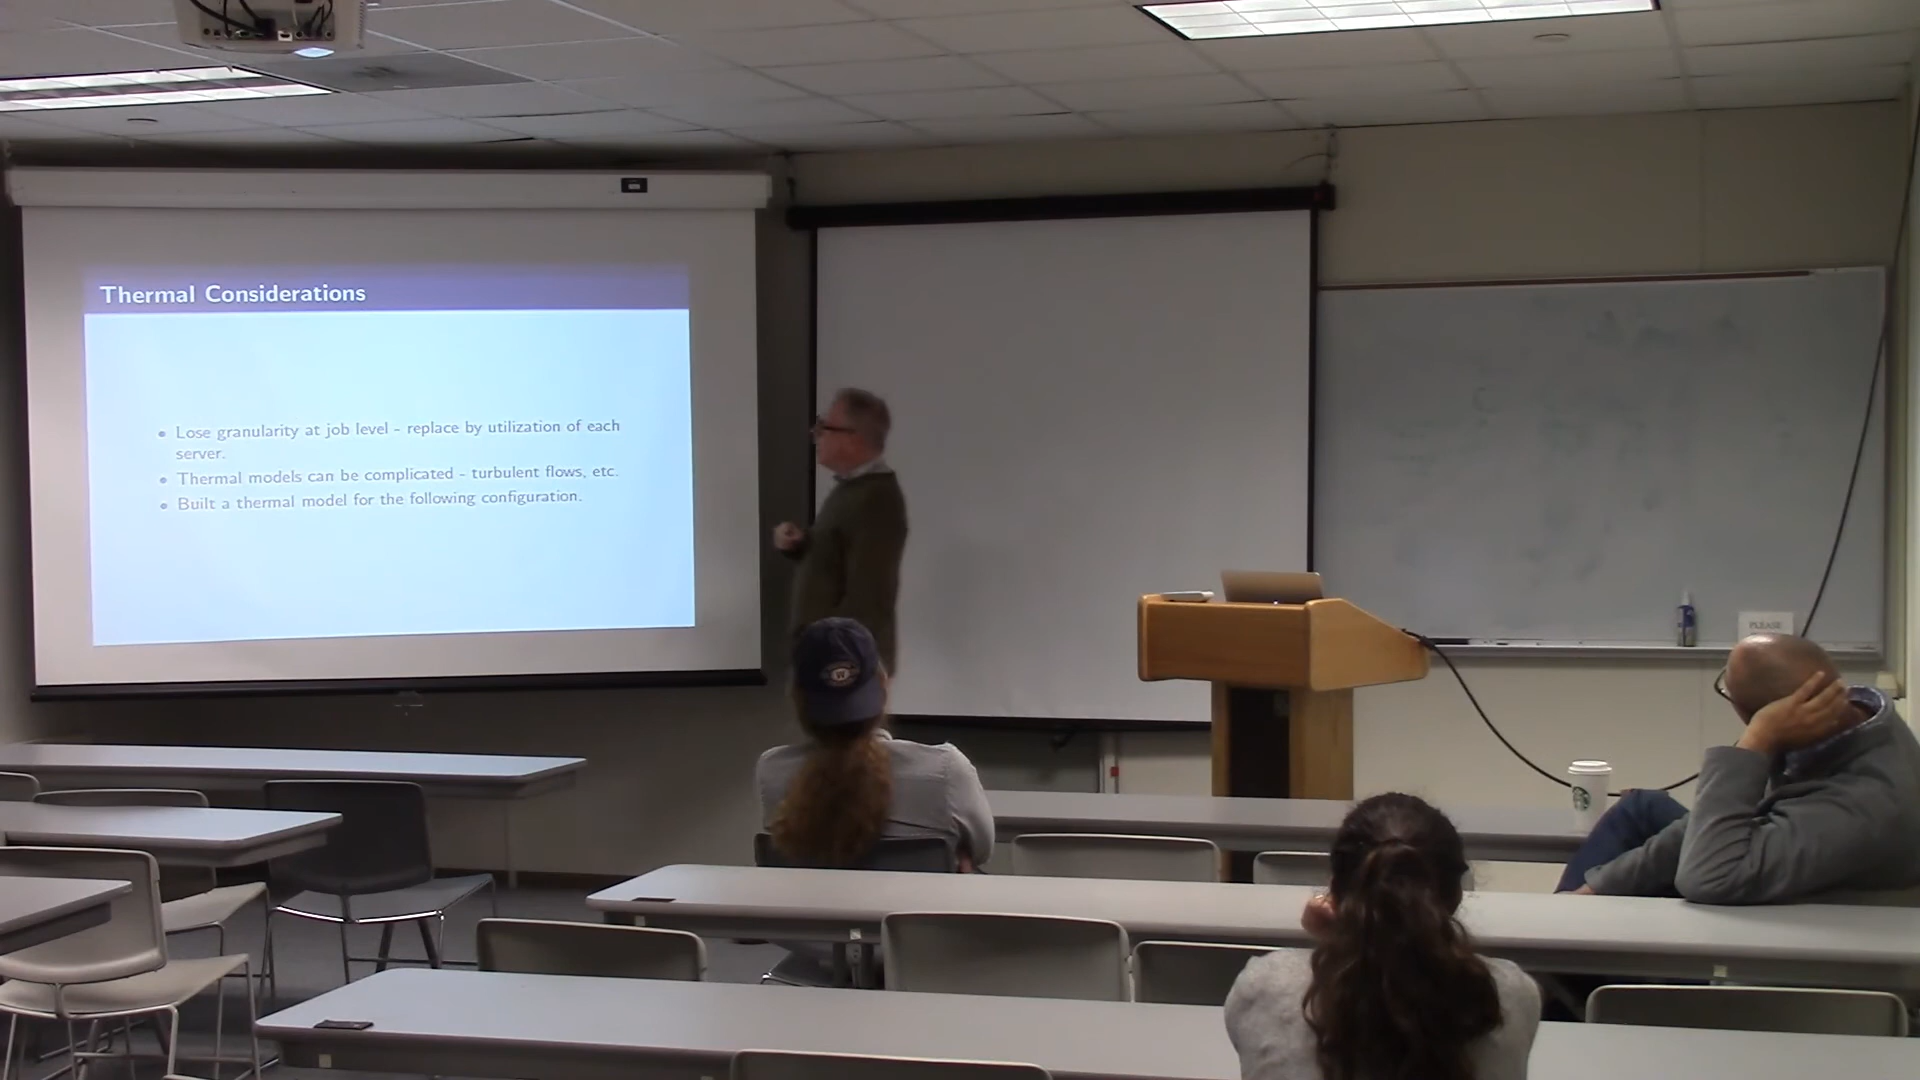 Thermal Considerations
Lose granularity at job level - replace by utilization of each
server.
Thermal models can be complicated - turbulent flows, etc.
Built a thermal model for the following configuration.
PLEASE
W